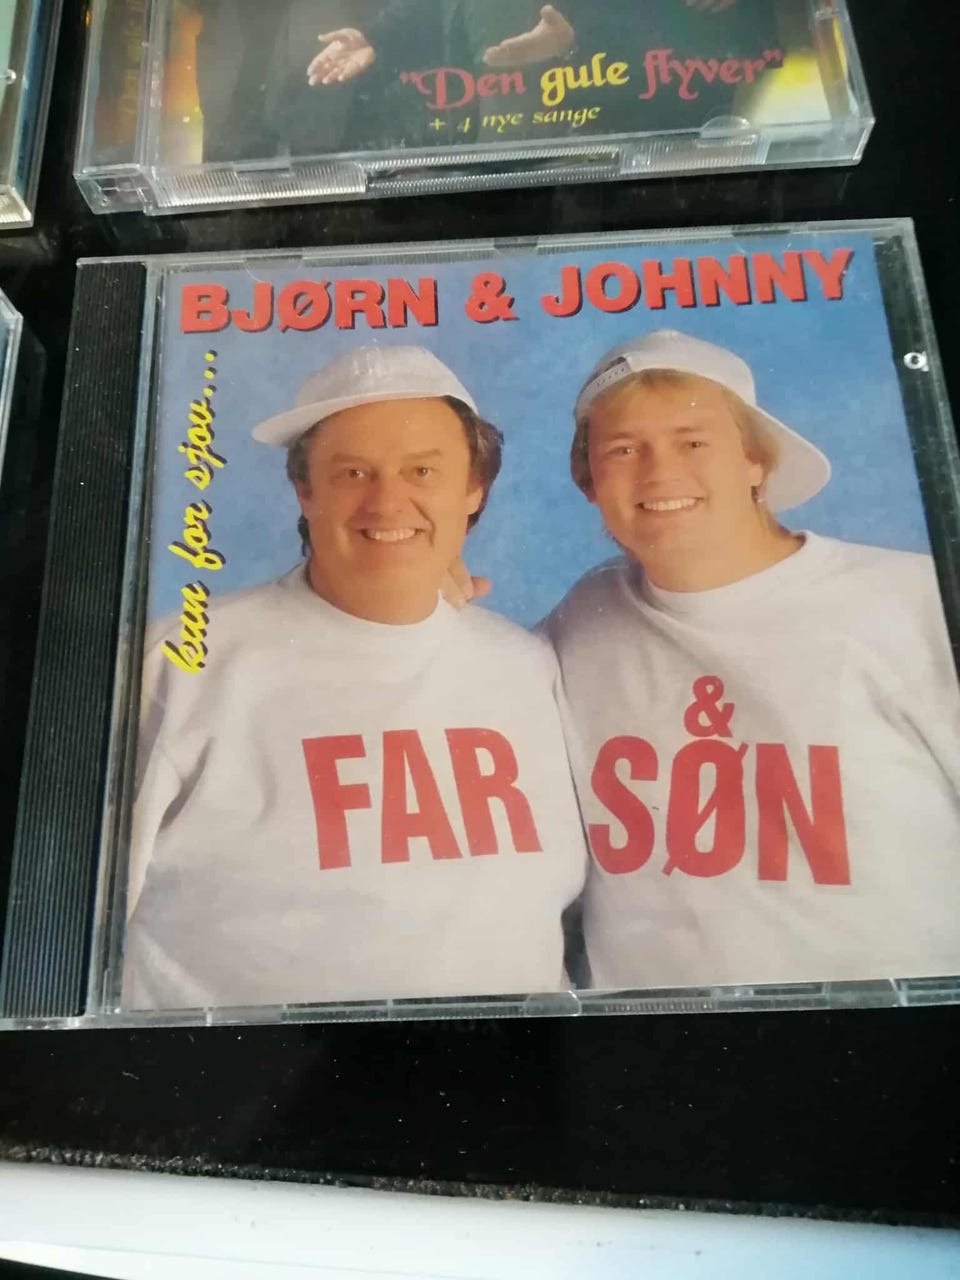 "Den gule flyver"
+ 4 nye sange
BJØRN & JOHNNY
kun for sjov....
FAR
&
SØN